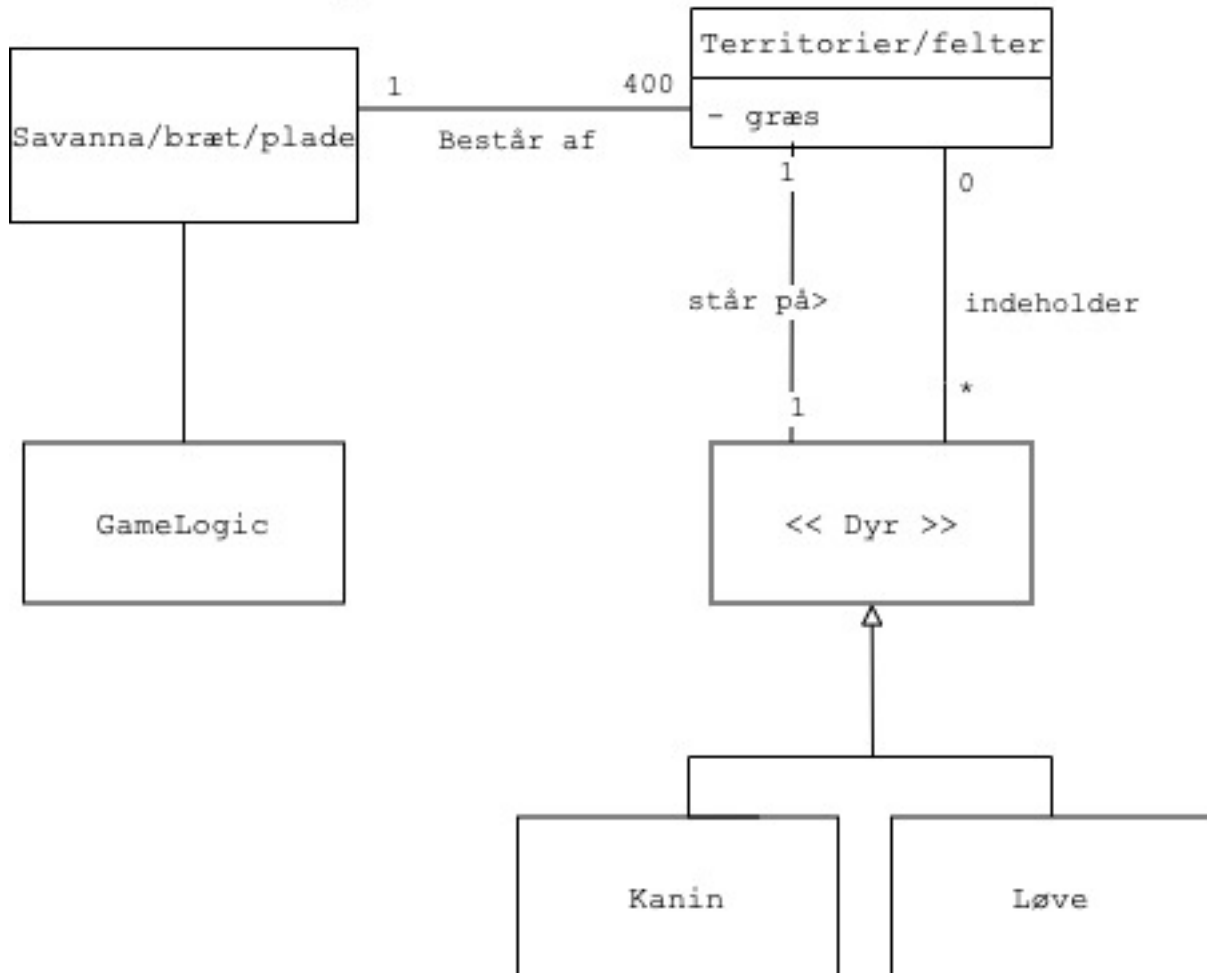 Territorier/felter
- græs
Savanna/bræt/plade
1
400
Består af
1
0
står på>
indeholder
1
*
GameLogic
<< Dyr >>
Kanin
Løve